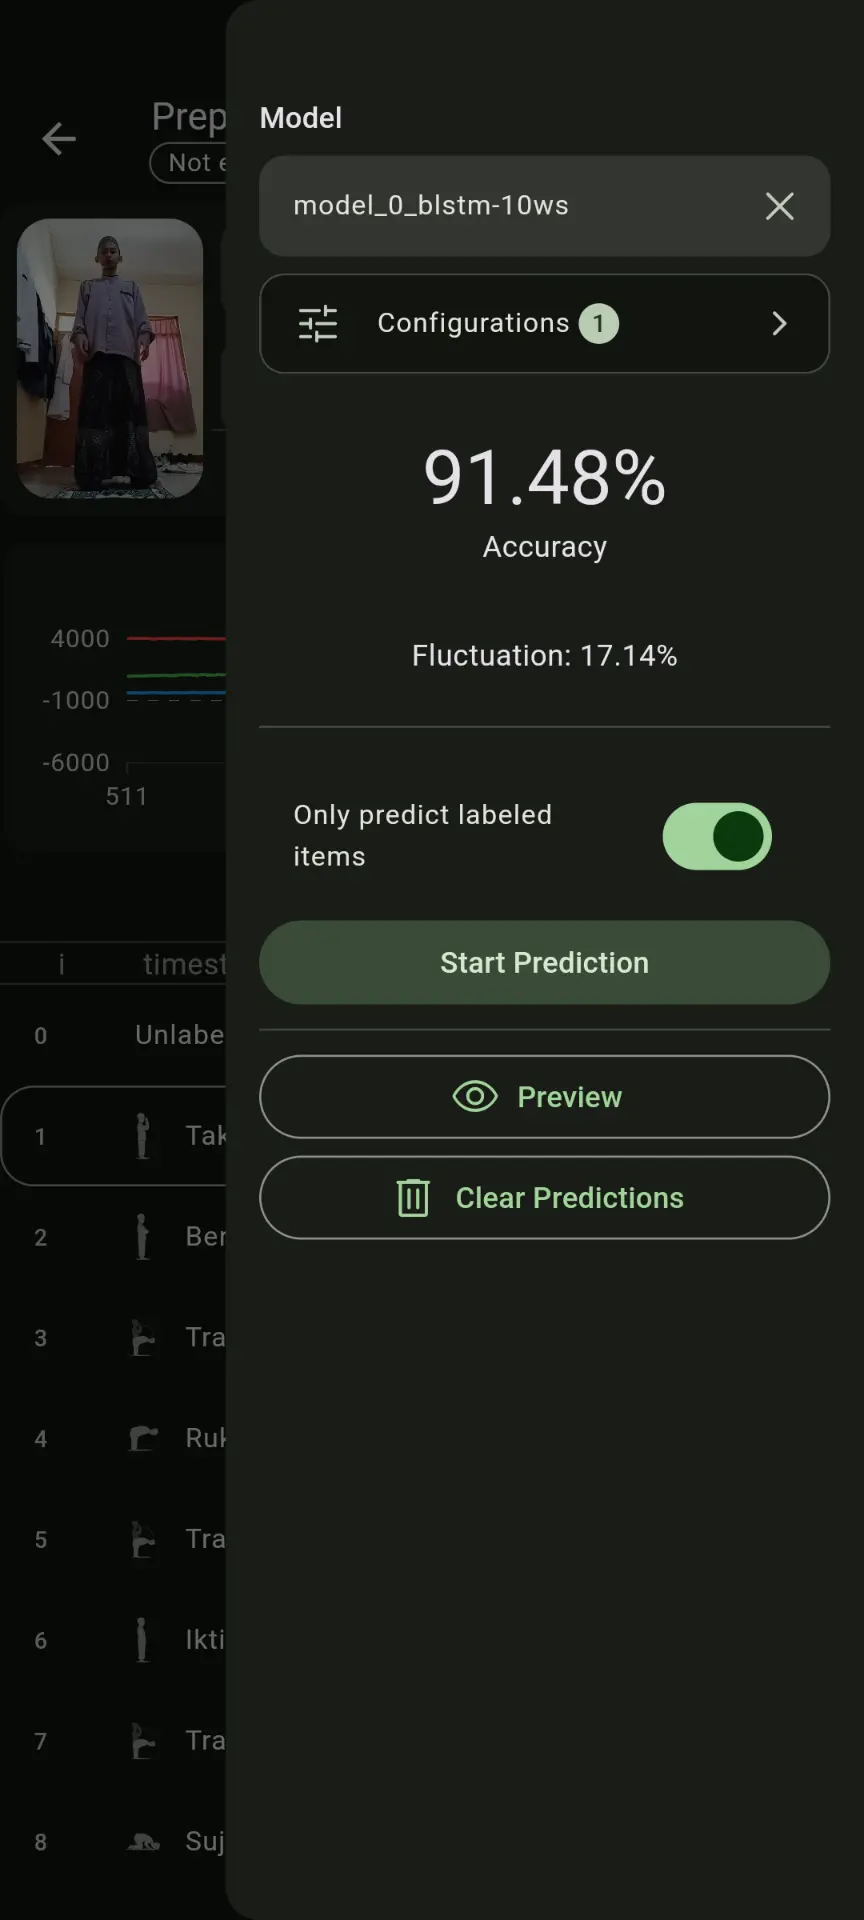 Prep
Not e
Model
model_0_blstm-10ws
Configurations 1
91.48%
Accuracy
Fluctuation: 17.14%
4000
-1000
-6000
511
Only predict labeled
items
Start Prediction
Preview
Clear Predictions
i timest
0 Unlabe
1 Tak
2 Ber
3 Tra
4 Ruk
5 Tra
6 Ikti
7 Tra
8 Suj